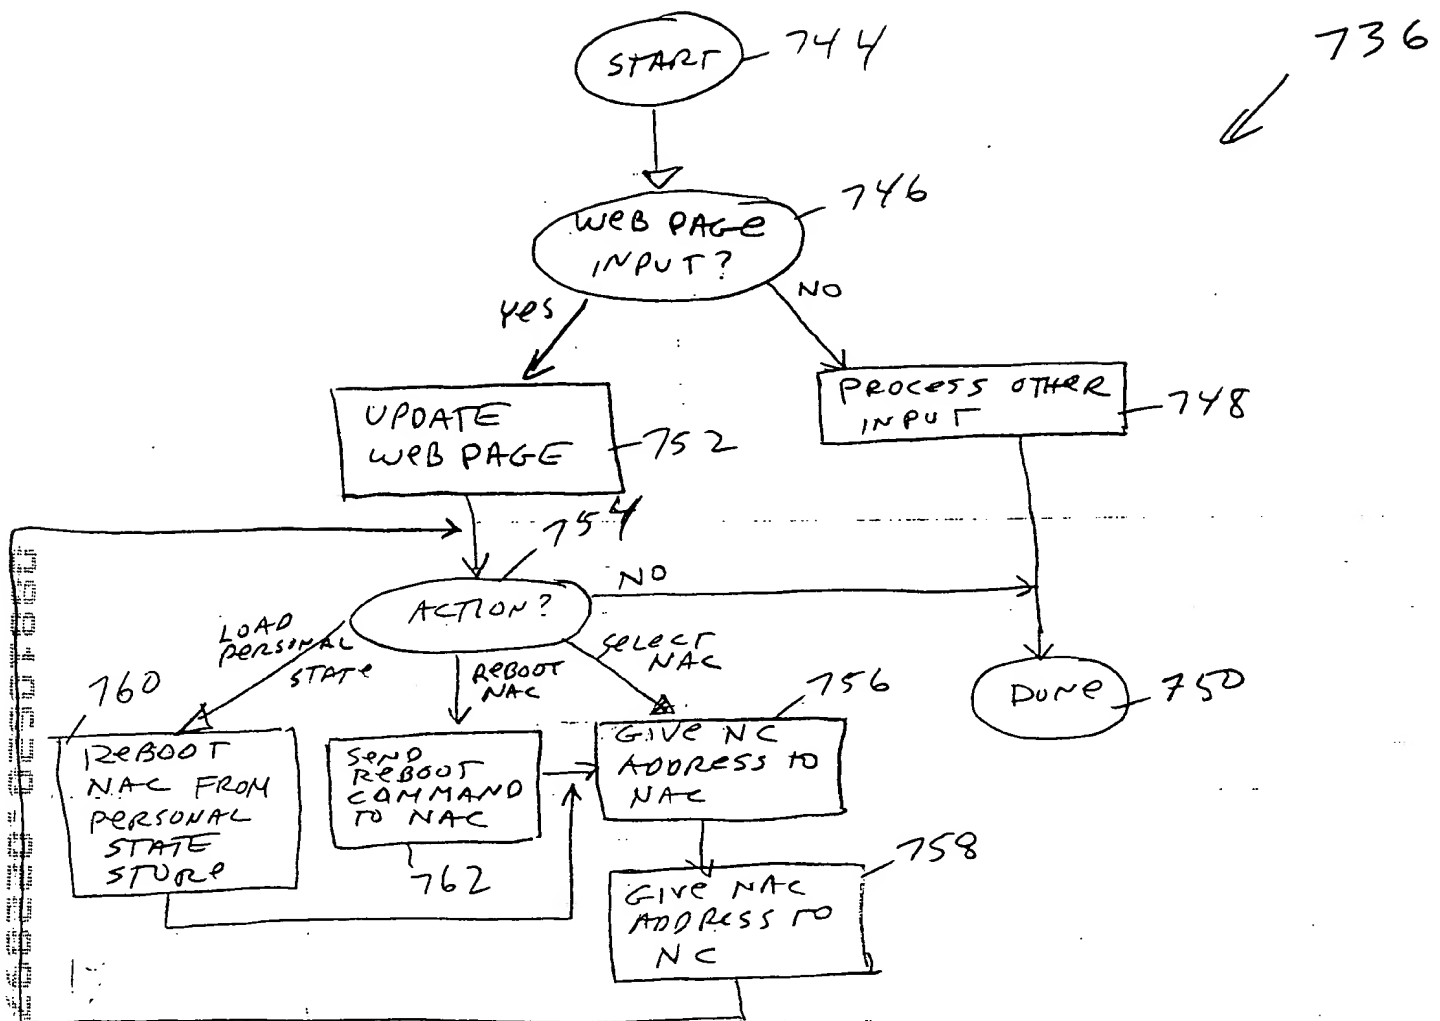 736
START
744
WEB PAGE
INPUT?
746
YES
NO
UPDATE
WEB PAGE
752
PROCESS OTHER
INPUT
748
754
ACTION?
NO
LOAD
PERSONAL
STATE
REBOOT
NAC
SELECT
NAC
DONE
750
760
REBOOT
NAC FROM
PERSONAL
STATE
STORE
SEND
REBOOT
COMMAND
TO NAC
762
756
GIVE NC
ADDRESS TO
NAC
758
GIVE NAC
ADDRESS TO
NC